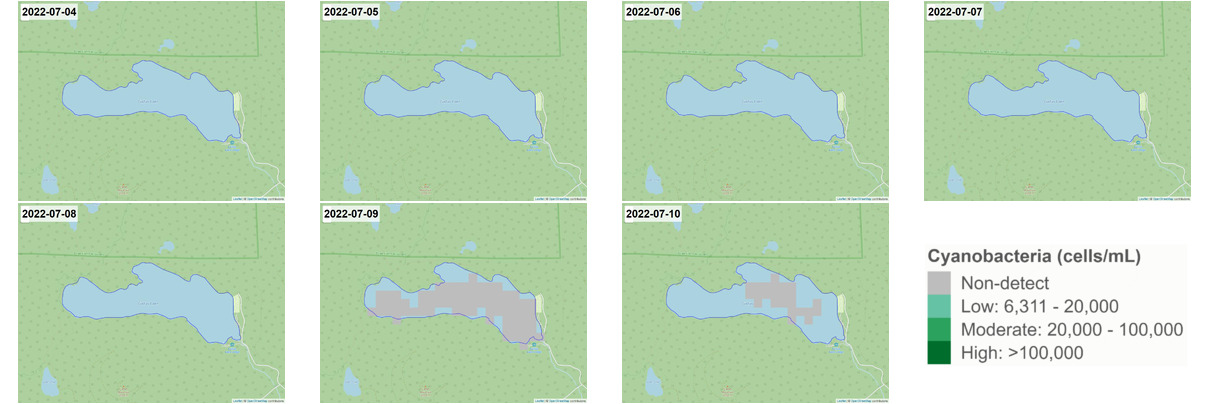 2022-07-04
2022-07-05
2022-07-06
2022-07-07
2022-07-08
2022-07-09
2022-07-10
Cyanobacteria (cells/mL)
Non-detect
Low: 6,311 - 20,000
Moderate: 20,000 - 100,000
High: >100,000